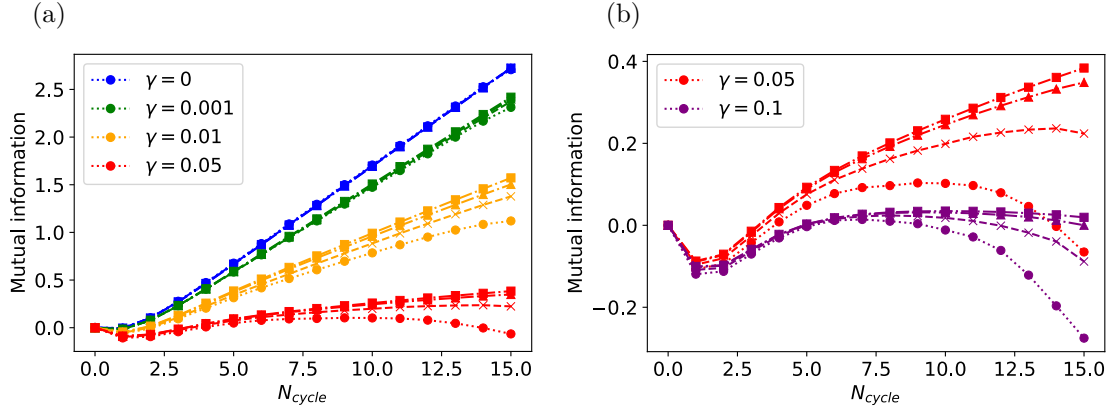 (a)
Mutual information
2.5
2.0
1.5
1.0
0.5
0.0
γ = 0
γ = 0.001
γ = 0.01
γ = 0.05
0.0 2.5 5.0 7.5 10.0 12.5 15.0
N_cycle
(b)
Mutual information
0.4
0.2
0.0
−0.2
γ = 0.05
γ = 0.1
0.0 2.5 5.0 7.5 10.0 12.5 15.0
N_cycle